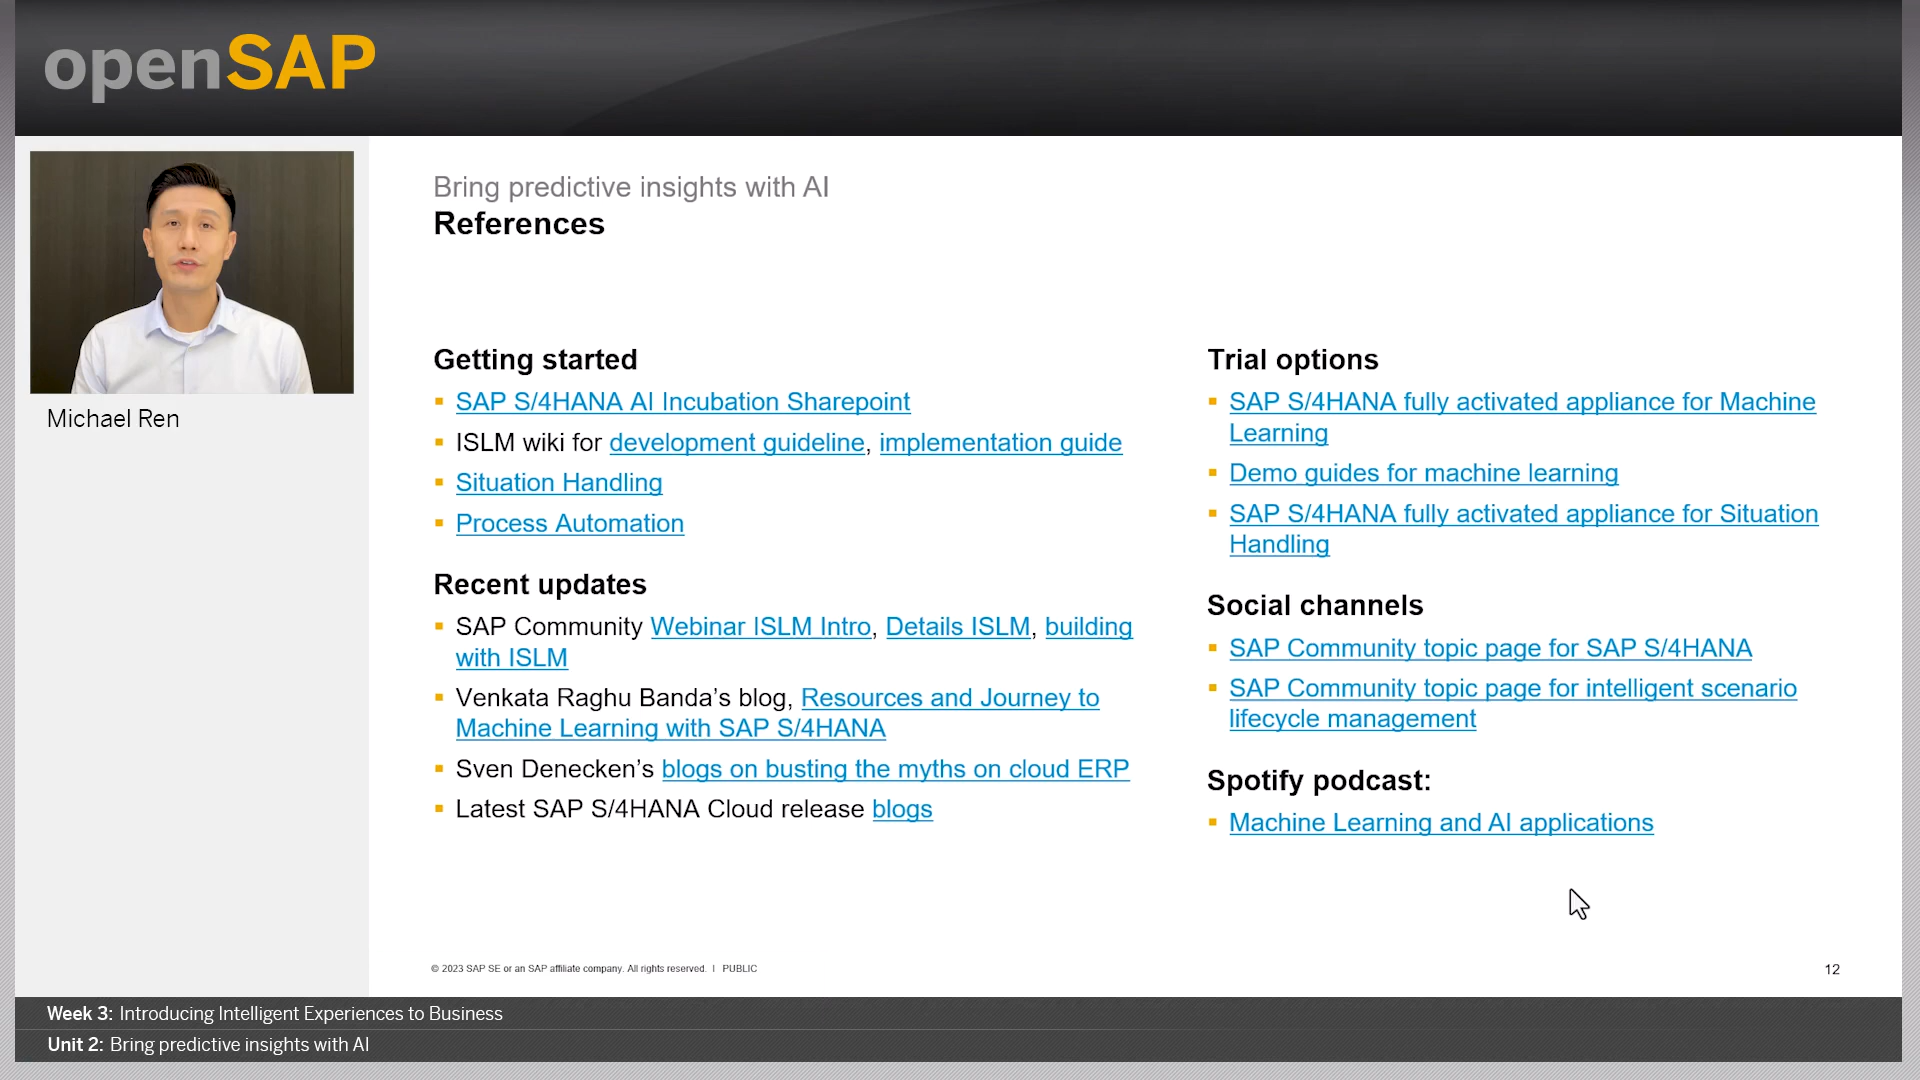 openSAP
Michael Ren
Bring predictive insights with AI
References
Getting started
SAP S/4HANA AI Incubation Sharepoint
ISLM wiki for development guideline, implementation guide
Situation Handling
Process Automation
Recent updates
SAP Community Webinar ISLM Intro, Details ISLM, building
with ISLM
Venkata Raghu Banda’s blog, Resources and Journey to
Machine Learning with SAP S/4HANA
Sven Denecken’s blogs on busting the myths on cloud ERP
Latest SAP S/4HANA Cloud release blogs
Trial options
SAP S/4HANA fully activated appliance for Machine
Learning
Demo guides for machine learning
SAP S/4HANA fully activated appliance for Situation
Handling
Social channels
SAP Community topic page for SAP S/4HANA
SAP Community topic page for intelligent scenario
lifecycle management
Spotify podcast:
Machine Learning and AI applications
© 2023 SAP SE or an SAP affiliate company. All rights reserved. | PUBLIC
12
Week 3: Introducing Intelligent Experiences to Business
Unit 2: Bring predictive insights with AI